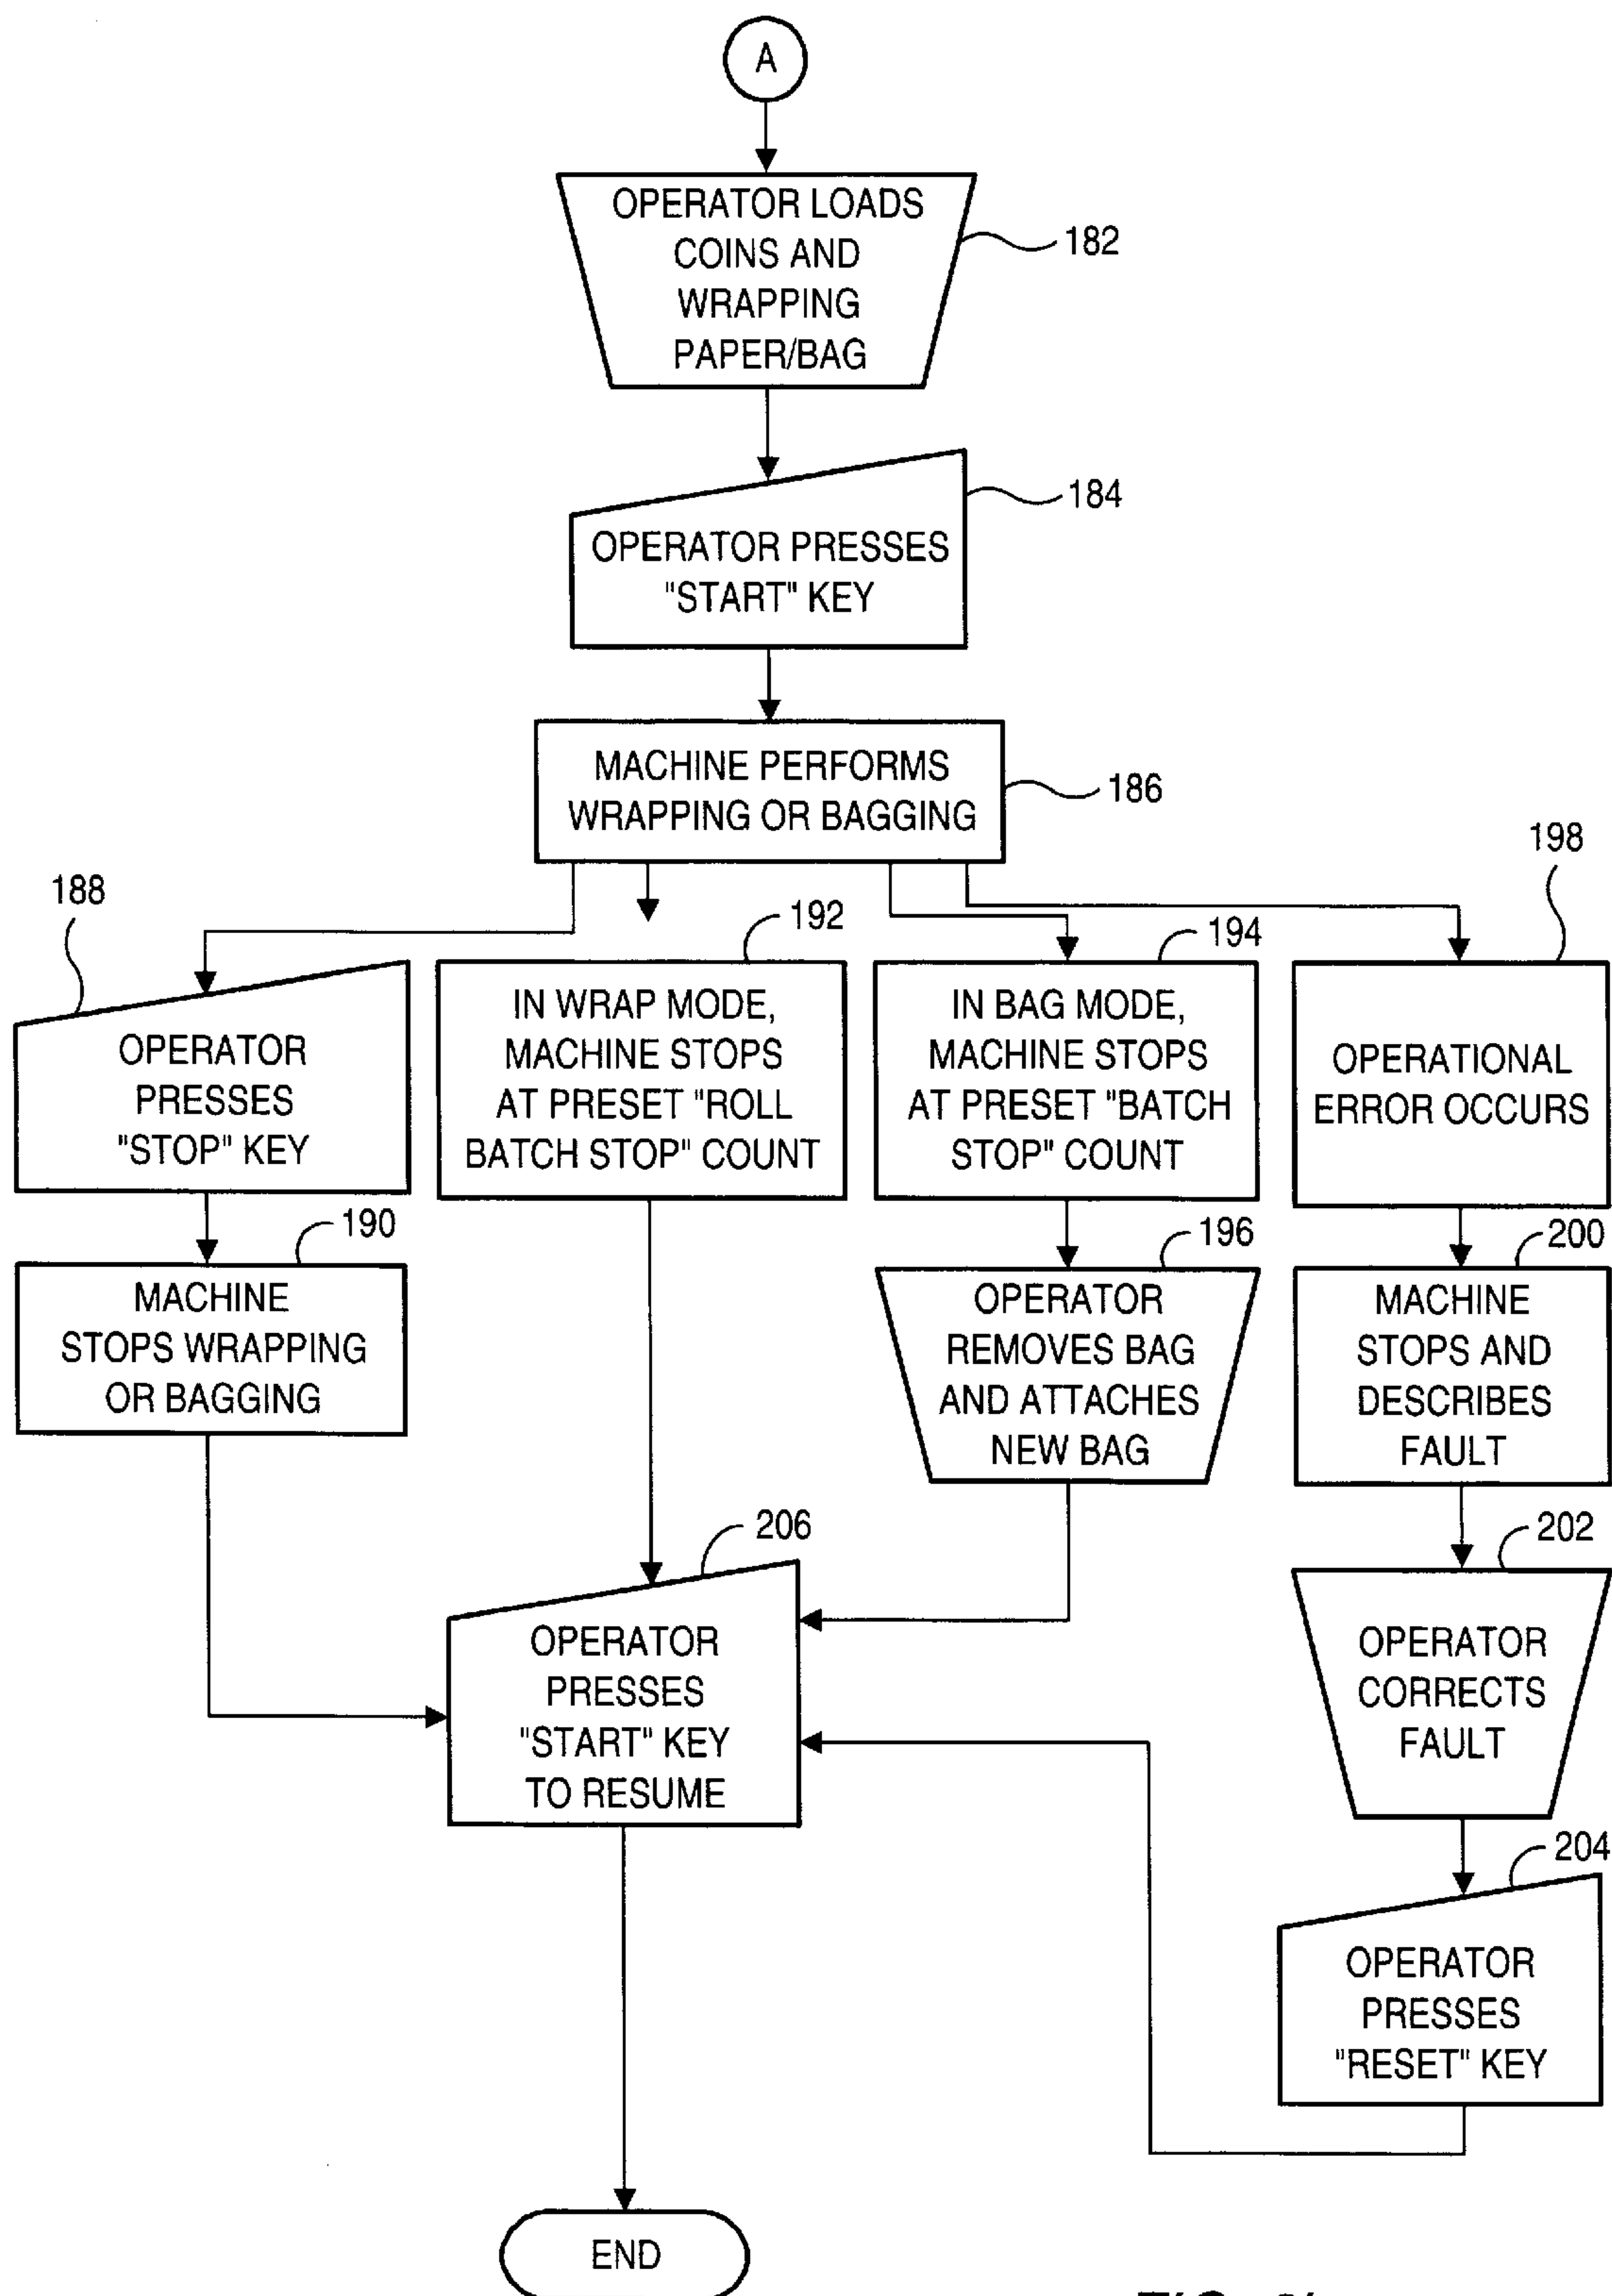 A
OPERATOR LOADS
COINS AND
WRAPPING
PAPER/BAG
182
OPERATOR PRESSES
"START" KEY
184
MACHINE PERFORMS
WRAPPING OR BAGGING
186
188
OPERATOR
PRESSES
"STOP" KEY
192
IN WRAP MODE,
MACHINE STOPS
AT PRESET "ROLL
BATCH STOP" COUNT
194
IN BAG MODE,
MACHINE STOPS
AT PRESET "BATCH
STOP" COUNT
198
OPERATIONAL
ERROR OCCURS
190
MACHINE
STOPS WRAPPING
OR BAGGING
196
OPERATOR
REMOVES BAG
AND ATTACHES
NEW BAG
200
MACHINE
STOPS AND
DESCRIBES
FAULT
206
OPERATOR
PRESSES
"START" KEY
TO RESUME
202
OPERATOR
CORRECTS
FAULT
204
OPERATOR
PRESSES
"RESET" KEY
END